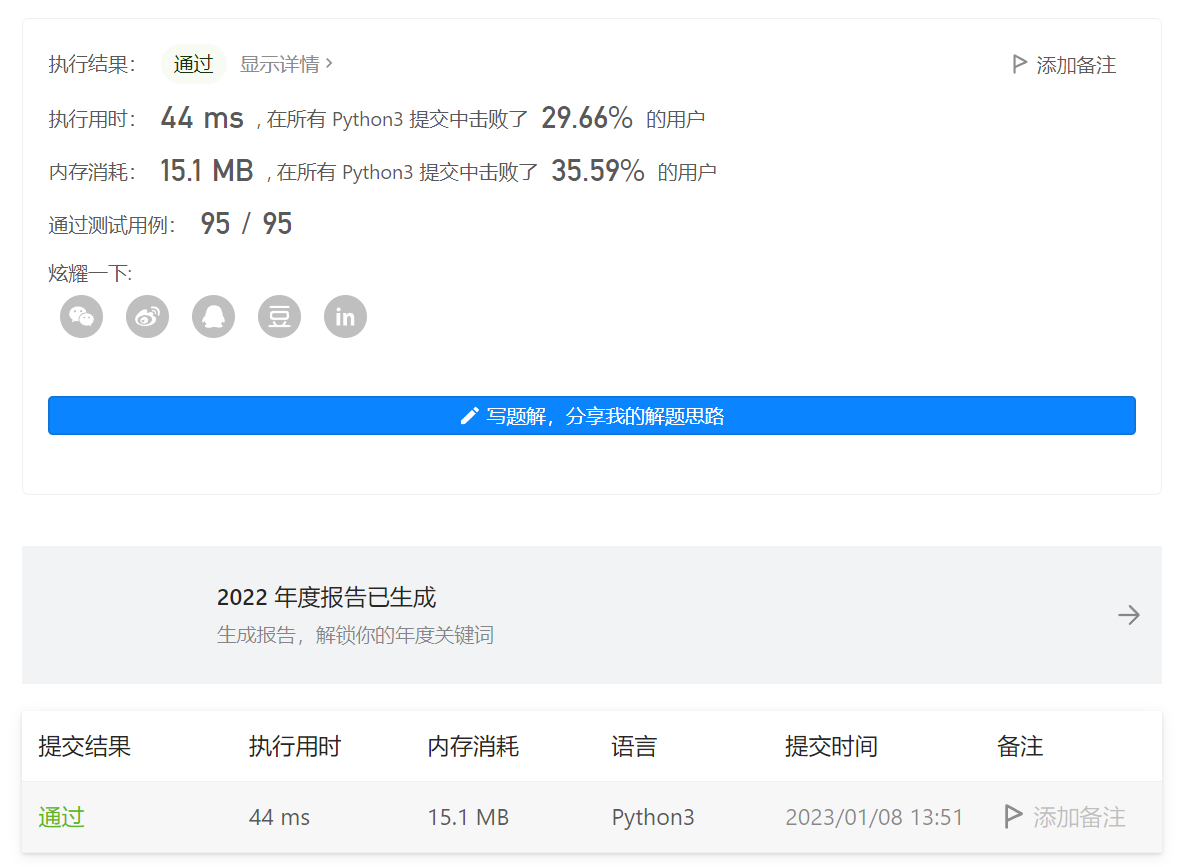 执行结果： 通过 显示详情 > 添加备注
执行用时： 44 ms , 在所有 Python3 提交中击败了 29.66% 的用户
内存消耗： 15.1 MB , 在所有 Python3 提交中击败了 35.59% 的用户
通过测试用例： 95 / 95
炫耀一下:
豆 in
写题解，分享我的解题思路
2022 年度报告已生成
生成报告，解锁你的年度关键词
提交结果 执行用时 内存消耗 语言 提交时间 备注
通过 44 ms 15.1 MB Python3 2023/01/08 13:51 添加备注